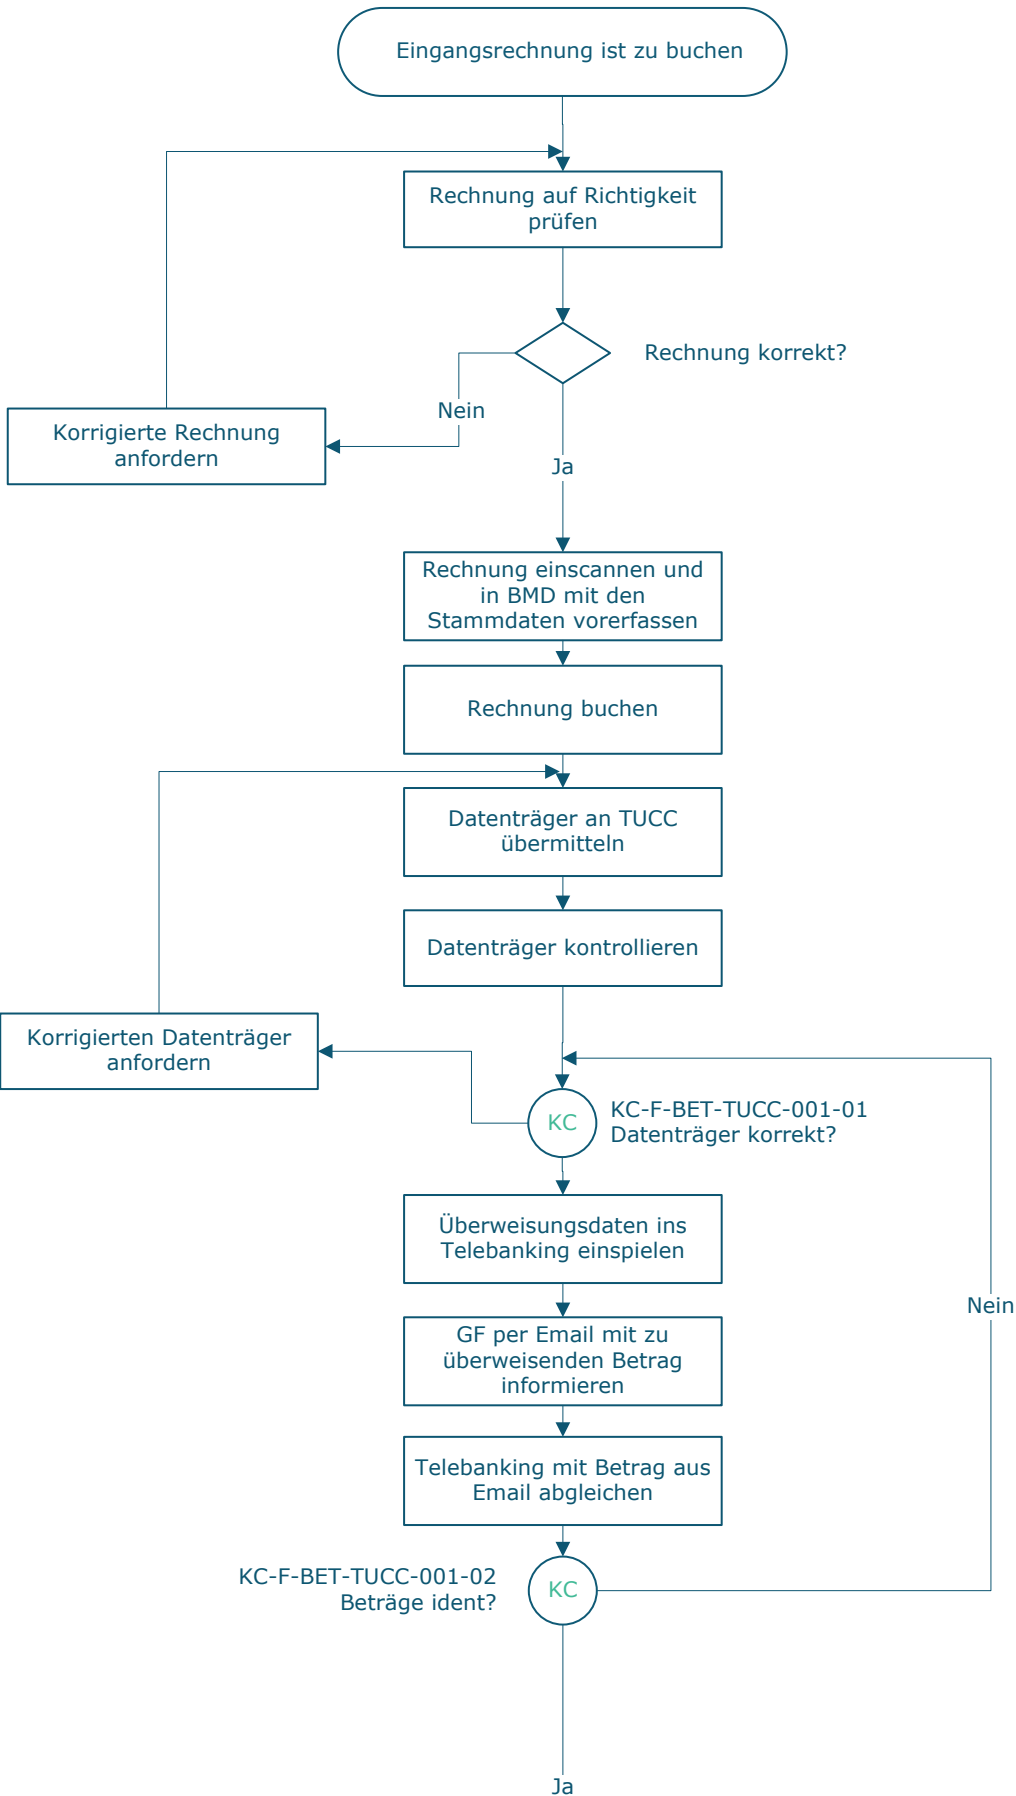 Eingangsrechnung ist zu buchen
Rechnung auf Richtigkeit
prüfen
Rechnung korrekt?
Nein
Korrigierte Rechnung
anfordern
Ja
Rechnung einscannen und
in BMD mit den
Stammdaten vorerfassen
Rechnung buchen
Datenträger an TUCC
übermitteln
Datenträger kontrollieren
Korrigierten Datenträger
anfordern
KC
KC-F-BET-TUCC-001-01
Datenträger korrekt?
Überweisungsdaten ins
Telebanking einspielen
Nein
GF per Email mit zu
überweisenden Betrag
informieren
Telebanking mit Betrag aus
Email abgleichen
KC-F-BET-TUCC-001-02
Beträge ident?
KC
Ja